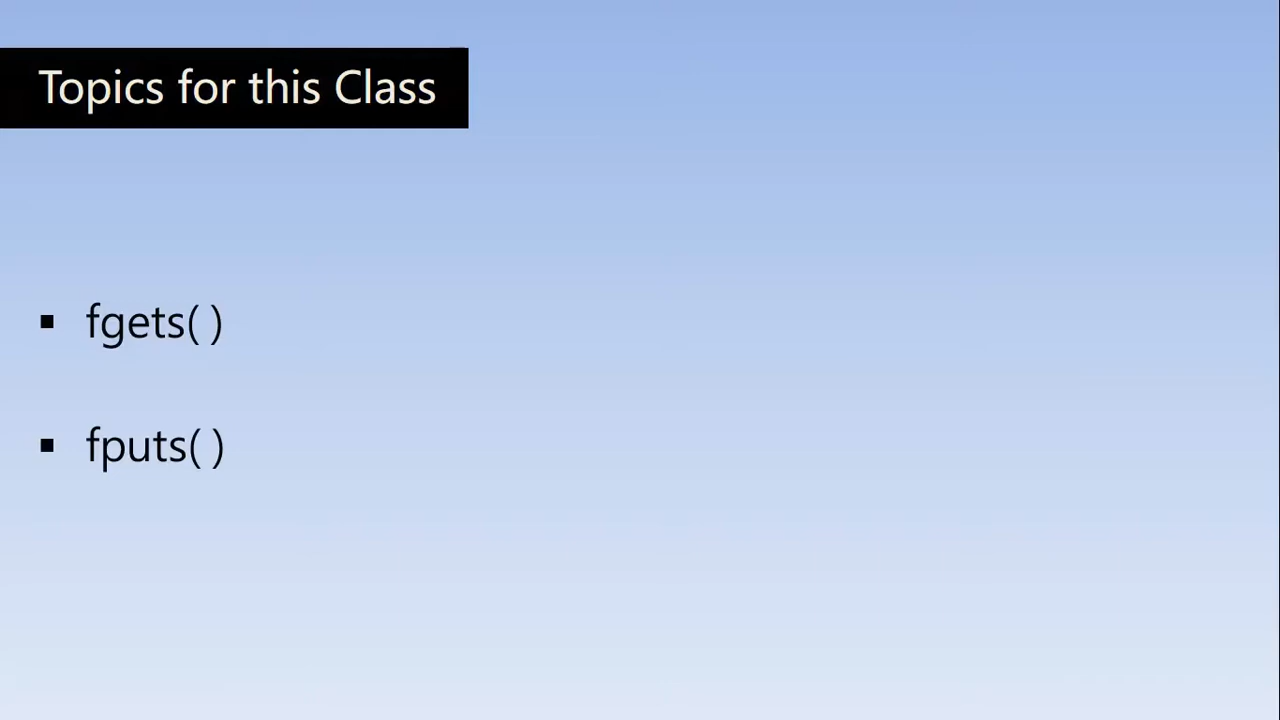 Topics for this Class
▪ fgets( )
▪ fputs( )